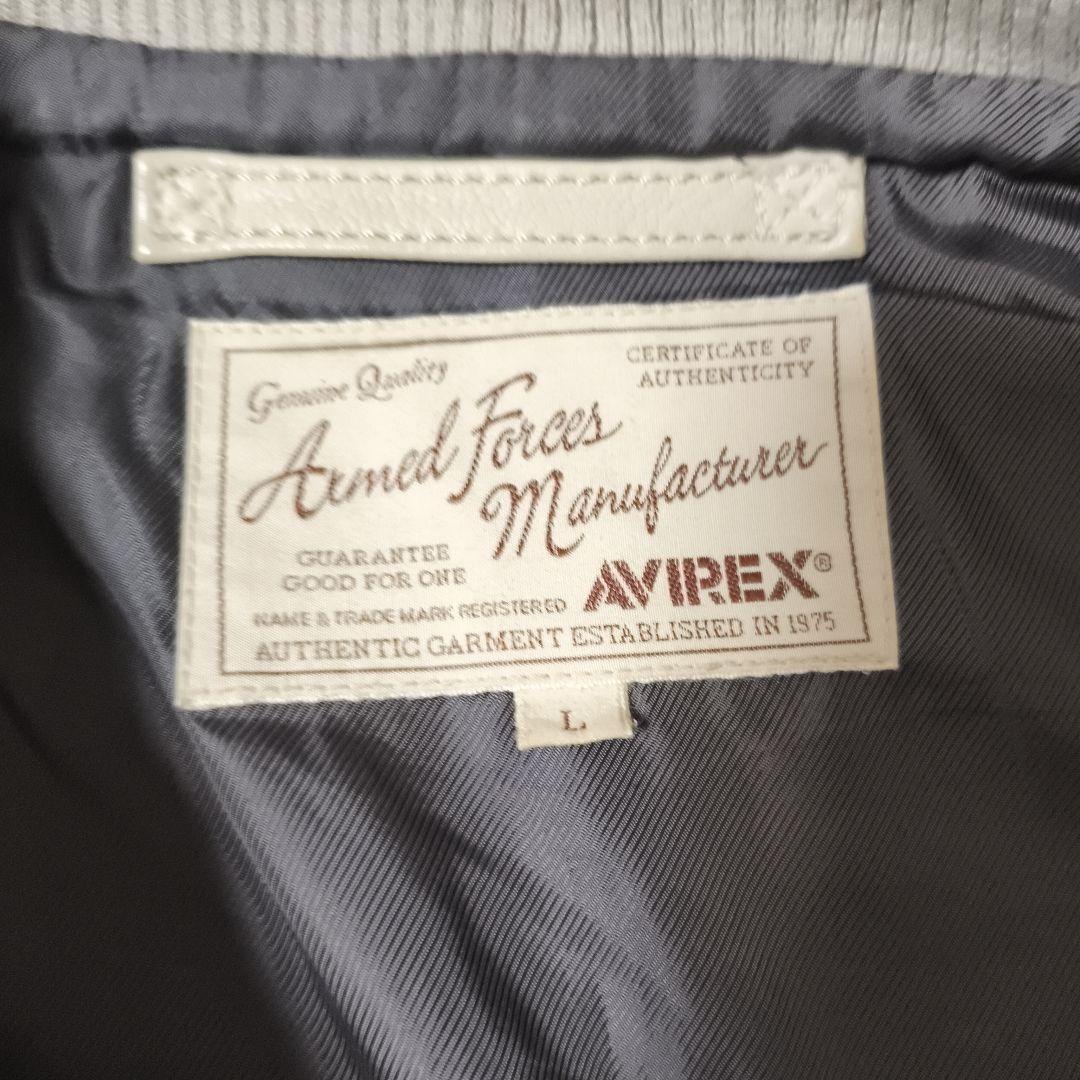 Genuine Quality
CERTIFICATE OF
AUTHENTICITY
Armed Forces
Manufacturer
GUARANTEE
GOOD FOR ONE
AVIREX®
NAME & TRADE MARK REGISTERED
AUTHENTIC GARMENT ESTABLISHED IN 1975
L